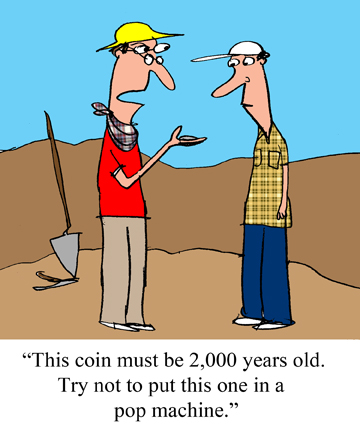 “This coin must be 2,000 years old.
Try not to put this one in a
pop machine.”